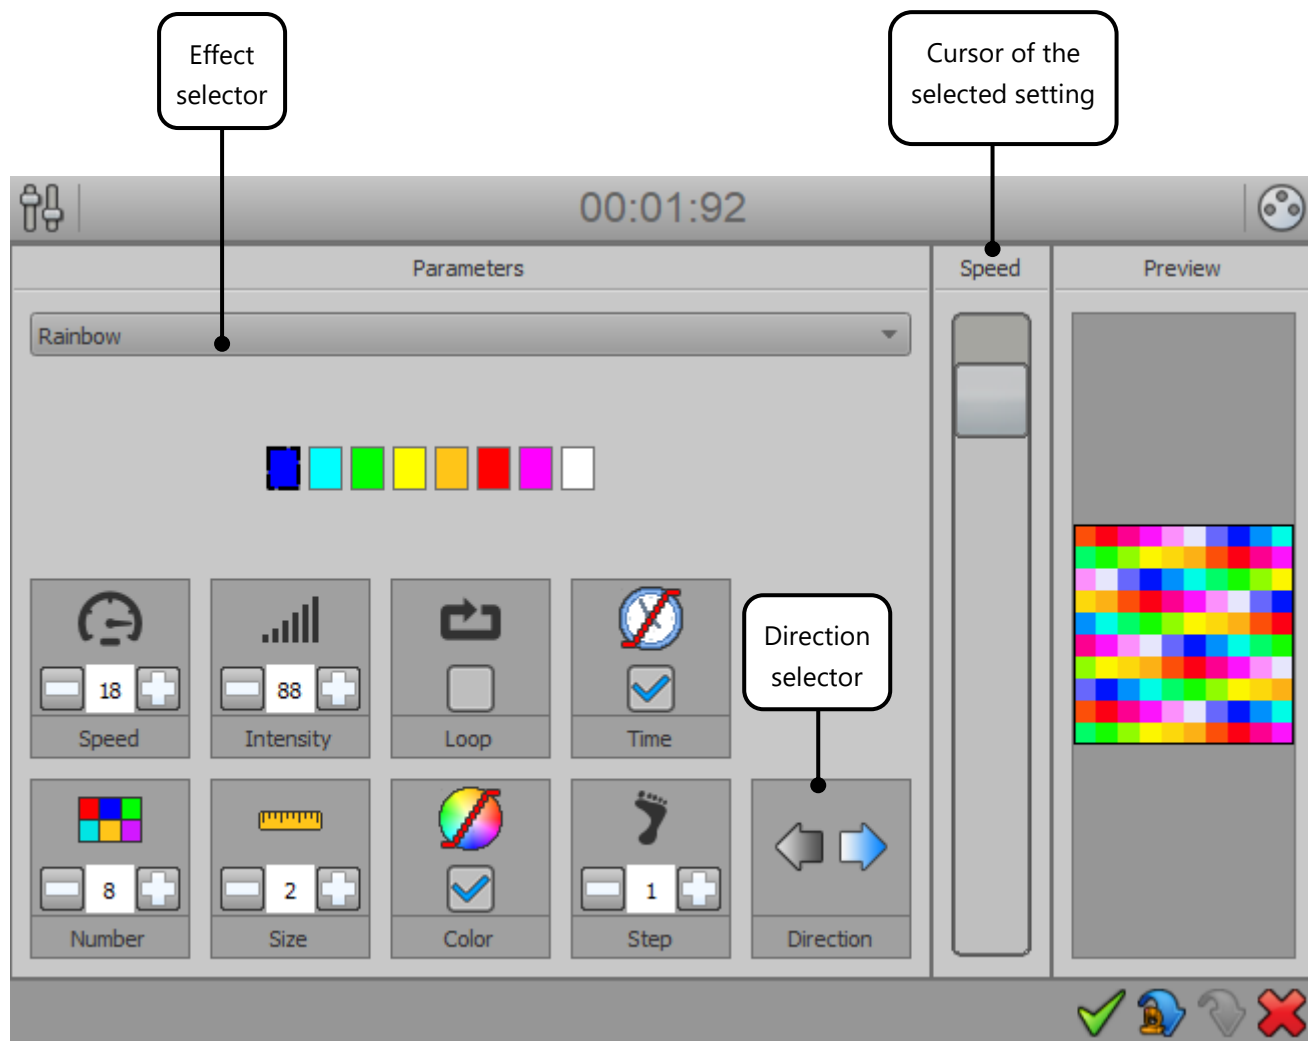 Effect
selector
Cursor of the
selected setting
00:01:92
Parameters
Speed
Preview
Rainbow
18
88
Speed
Intensity
Loop
Time
Direction
selector
8
2
1
Number
Size
Color
Step
Direction